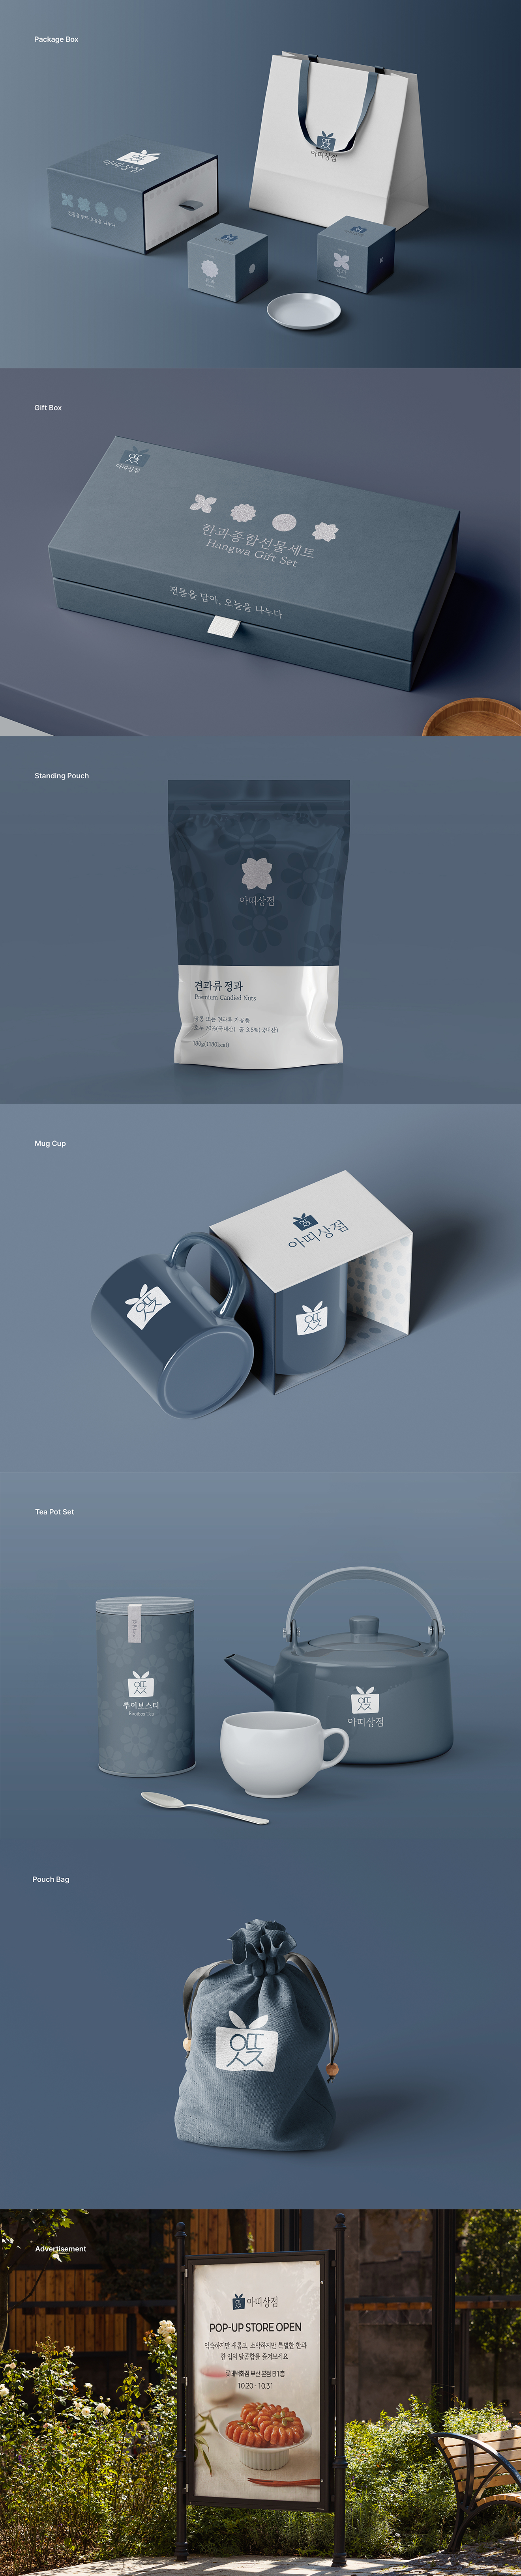 Package Box
아띠상점
아띠상점
전통을 담아, 오늘을 나누다
Gift Box
아띠상점
한과종합선물세트
Hangwa Gift Set
전통을 담아, 오늘을 나누다
Standing Pouch
아띠상점
견과류 정과
Premium Candied Nuts
땅콩 또는 견과류 가공품
호두 70%(국내산) 꿀 3.5%(국내산)
180g(1180kcal)
Mug Cup
아띠상점
Tea Pot Set
루이보스티
Rooibos Tea
아띠상점
Pouch Bag
Advertisement
아띠상점
POP-UP STORE OPEN
익숙하지만 새롭고, 소박하지만 특별한 한과
한 입의 달콤함을 즐겨보세요
롯데백화점 부산 본점 B1층
10.20 - 10.31